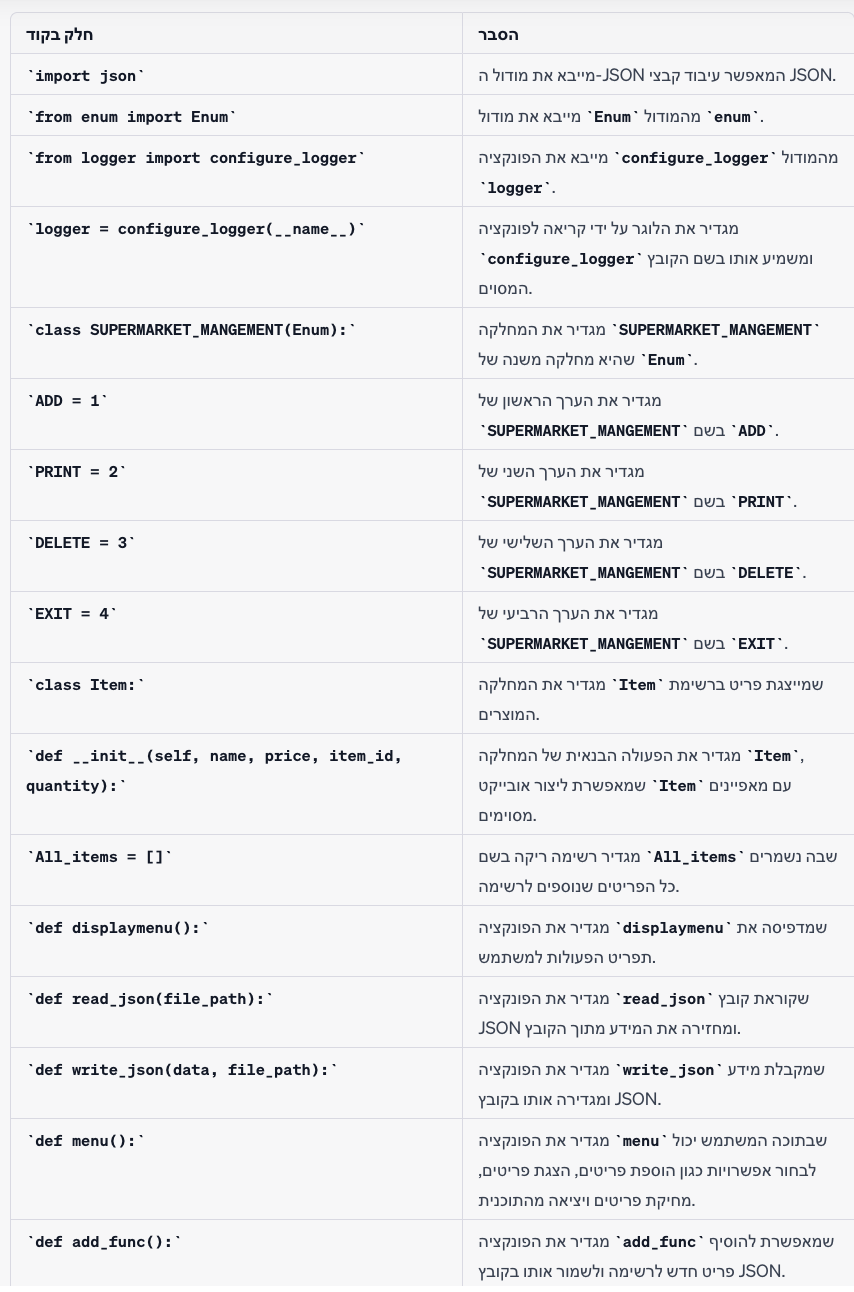 חלק בקוד
הסבר
`import json`
מייבא את מודול ה-JSON המאפשר עיבוד קבצי JSON.
`from enum import Enum`
מייבא את מודול `Enum` מהמודול `enum`.
`from logger import configure_logger`
מייבא את הפונקציה `configure_logger` מהמודול
`logger`.
`logger = configure_logger(__name__)`
מגדיר את הלוגר על ידי קריאה לפונקציה
`configure_logger` ומשמיע אותו בשם הקובץ
המסוים.
`class SUPERMARKET_MANGEMENT(Enum):`
מגדיר את המחלקה `SUPERMARKET_MANGEMENT`
שהיא מחלקה משנה של `Enum`.
`ADD = 1`
מגדיר את הערך הראשון של
`SUPERMARKET_MANGEMENT` בשם `ADD`.
`PRINT = 2`
מגדיר את הערך השני של
`SUPERMARKET_MANGEMENT` בשם `PRINT`.
`DELETE = 3`
מגדיר את הערך השלישי של
`SUPERMARKET_MANGEMENT` בשם `DELETE`.
`EXIT = 4`
מגדיר את הערך הרביעי של
`SUPERMARKET_MANGEMENT` בשם `EXIT`.
`class Item:`
מגדיר את המחלקה `Item` שמייצגת פריט ברשימת
המוצרים.
`def __init__(self, name, price, item_id,
quantity):`
מגדיר את הפעולה הבנאית של המחלקה `Item`,
שמאפשרת ליצור אובייקט `Item` עם מאפיינים
מסוימים.
`All_items = []`
מגדיר רשימה ריקה בשם `All_items` שבה נשמרים
כל הפריטים שנוספים לרשימה.
`def displaymenu():`
מגדיר את הפונקציה `displaymenu` שמדפיסה את
תפריט הפעולות למשתמש.
`def read_json(file_path):`
מגדיר את הפונקציה `read_json` שקוראת קובץ
JSON ומחזירה את המידע מתוך הקובץ.
`def write_json(data, file_path):`
מגדיר את הפונקציה `write_json` שמקבלת מידע
ומגדירה אותו בקובץ JSON.
`def menu():`
מגדיר את הפונקציה `menu` שבתוכה המשתמש יכול
לבחור אפשרויות כגון הוספת פריטים, הצגת פריטים,
מחיקת פריטים ויציאה מהתוכנית.
`def add_func():`
מגדיר את הפונקציה `add_func` שמאפשרת להוסיף
פריט חדש לרשימה ולשמור אותו בקובץ JSON.